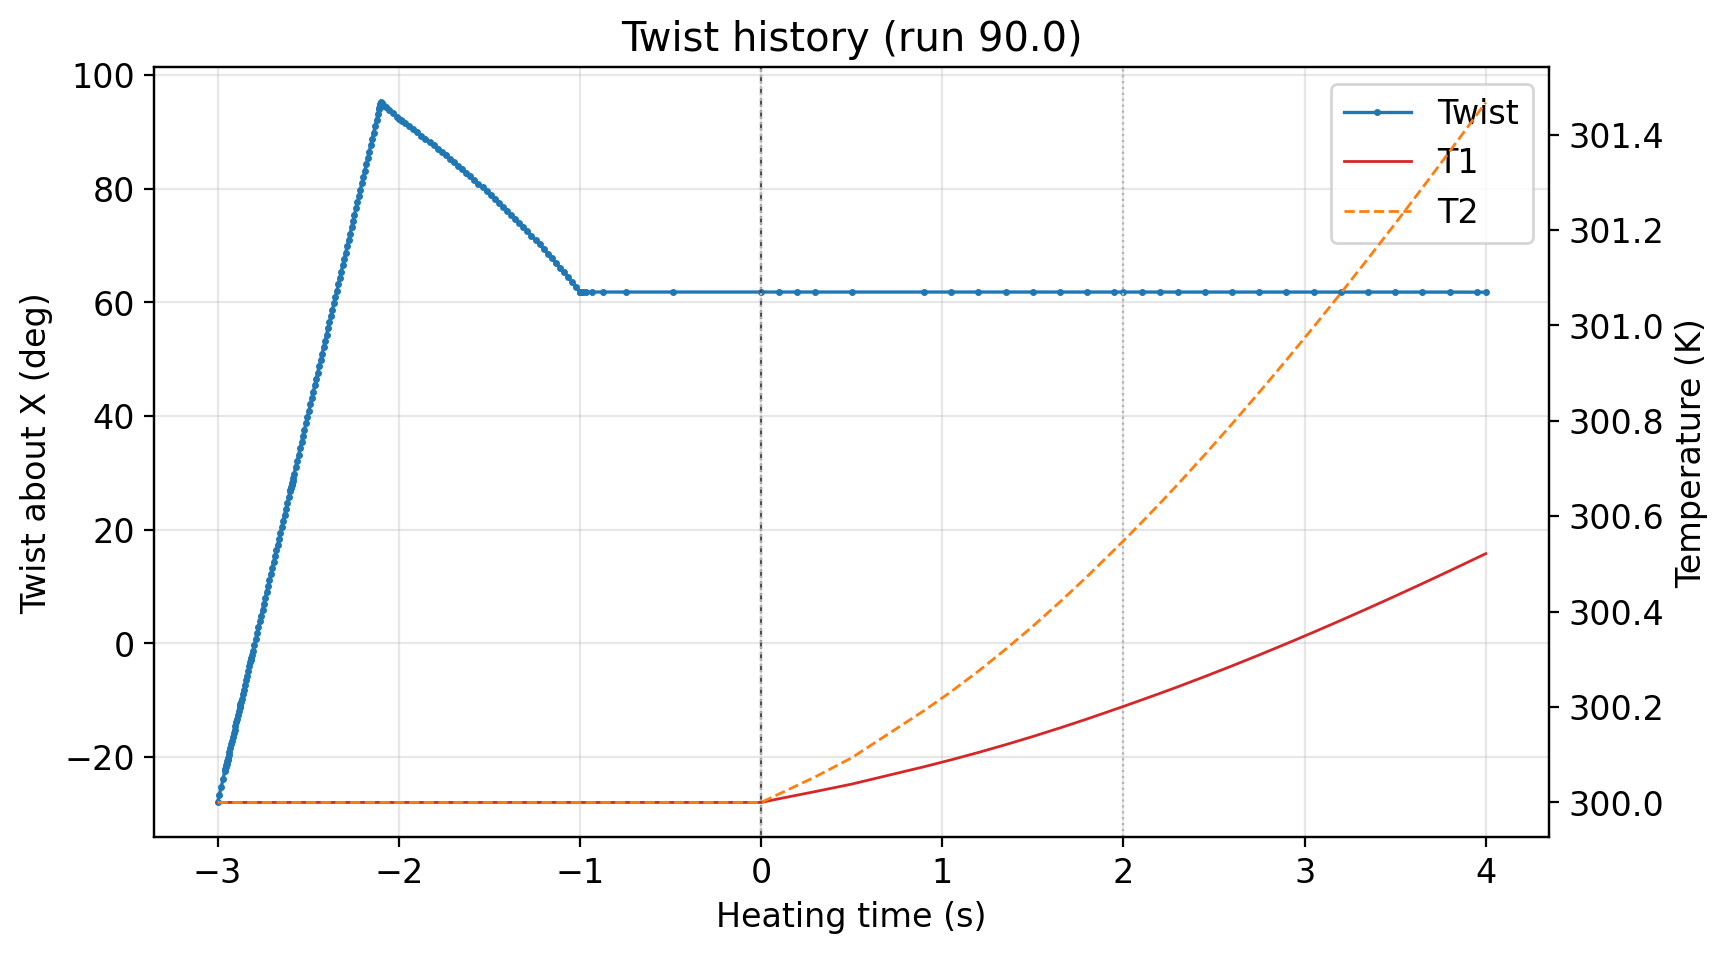 Twist history (run 90.0)
100
80
60
40
20
0
−20
Twist about X (deg)
Twist
T1
T2
301.4
301.2
301.0
300.8
300.6
300.4
300.2
300.0
Temperature (K)
−3 −2 −1 0 1 2 3 4
Heating time (s)